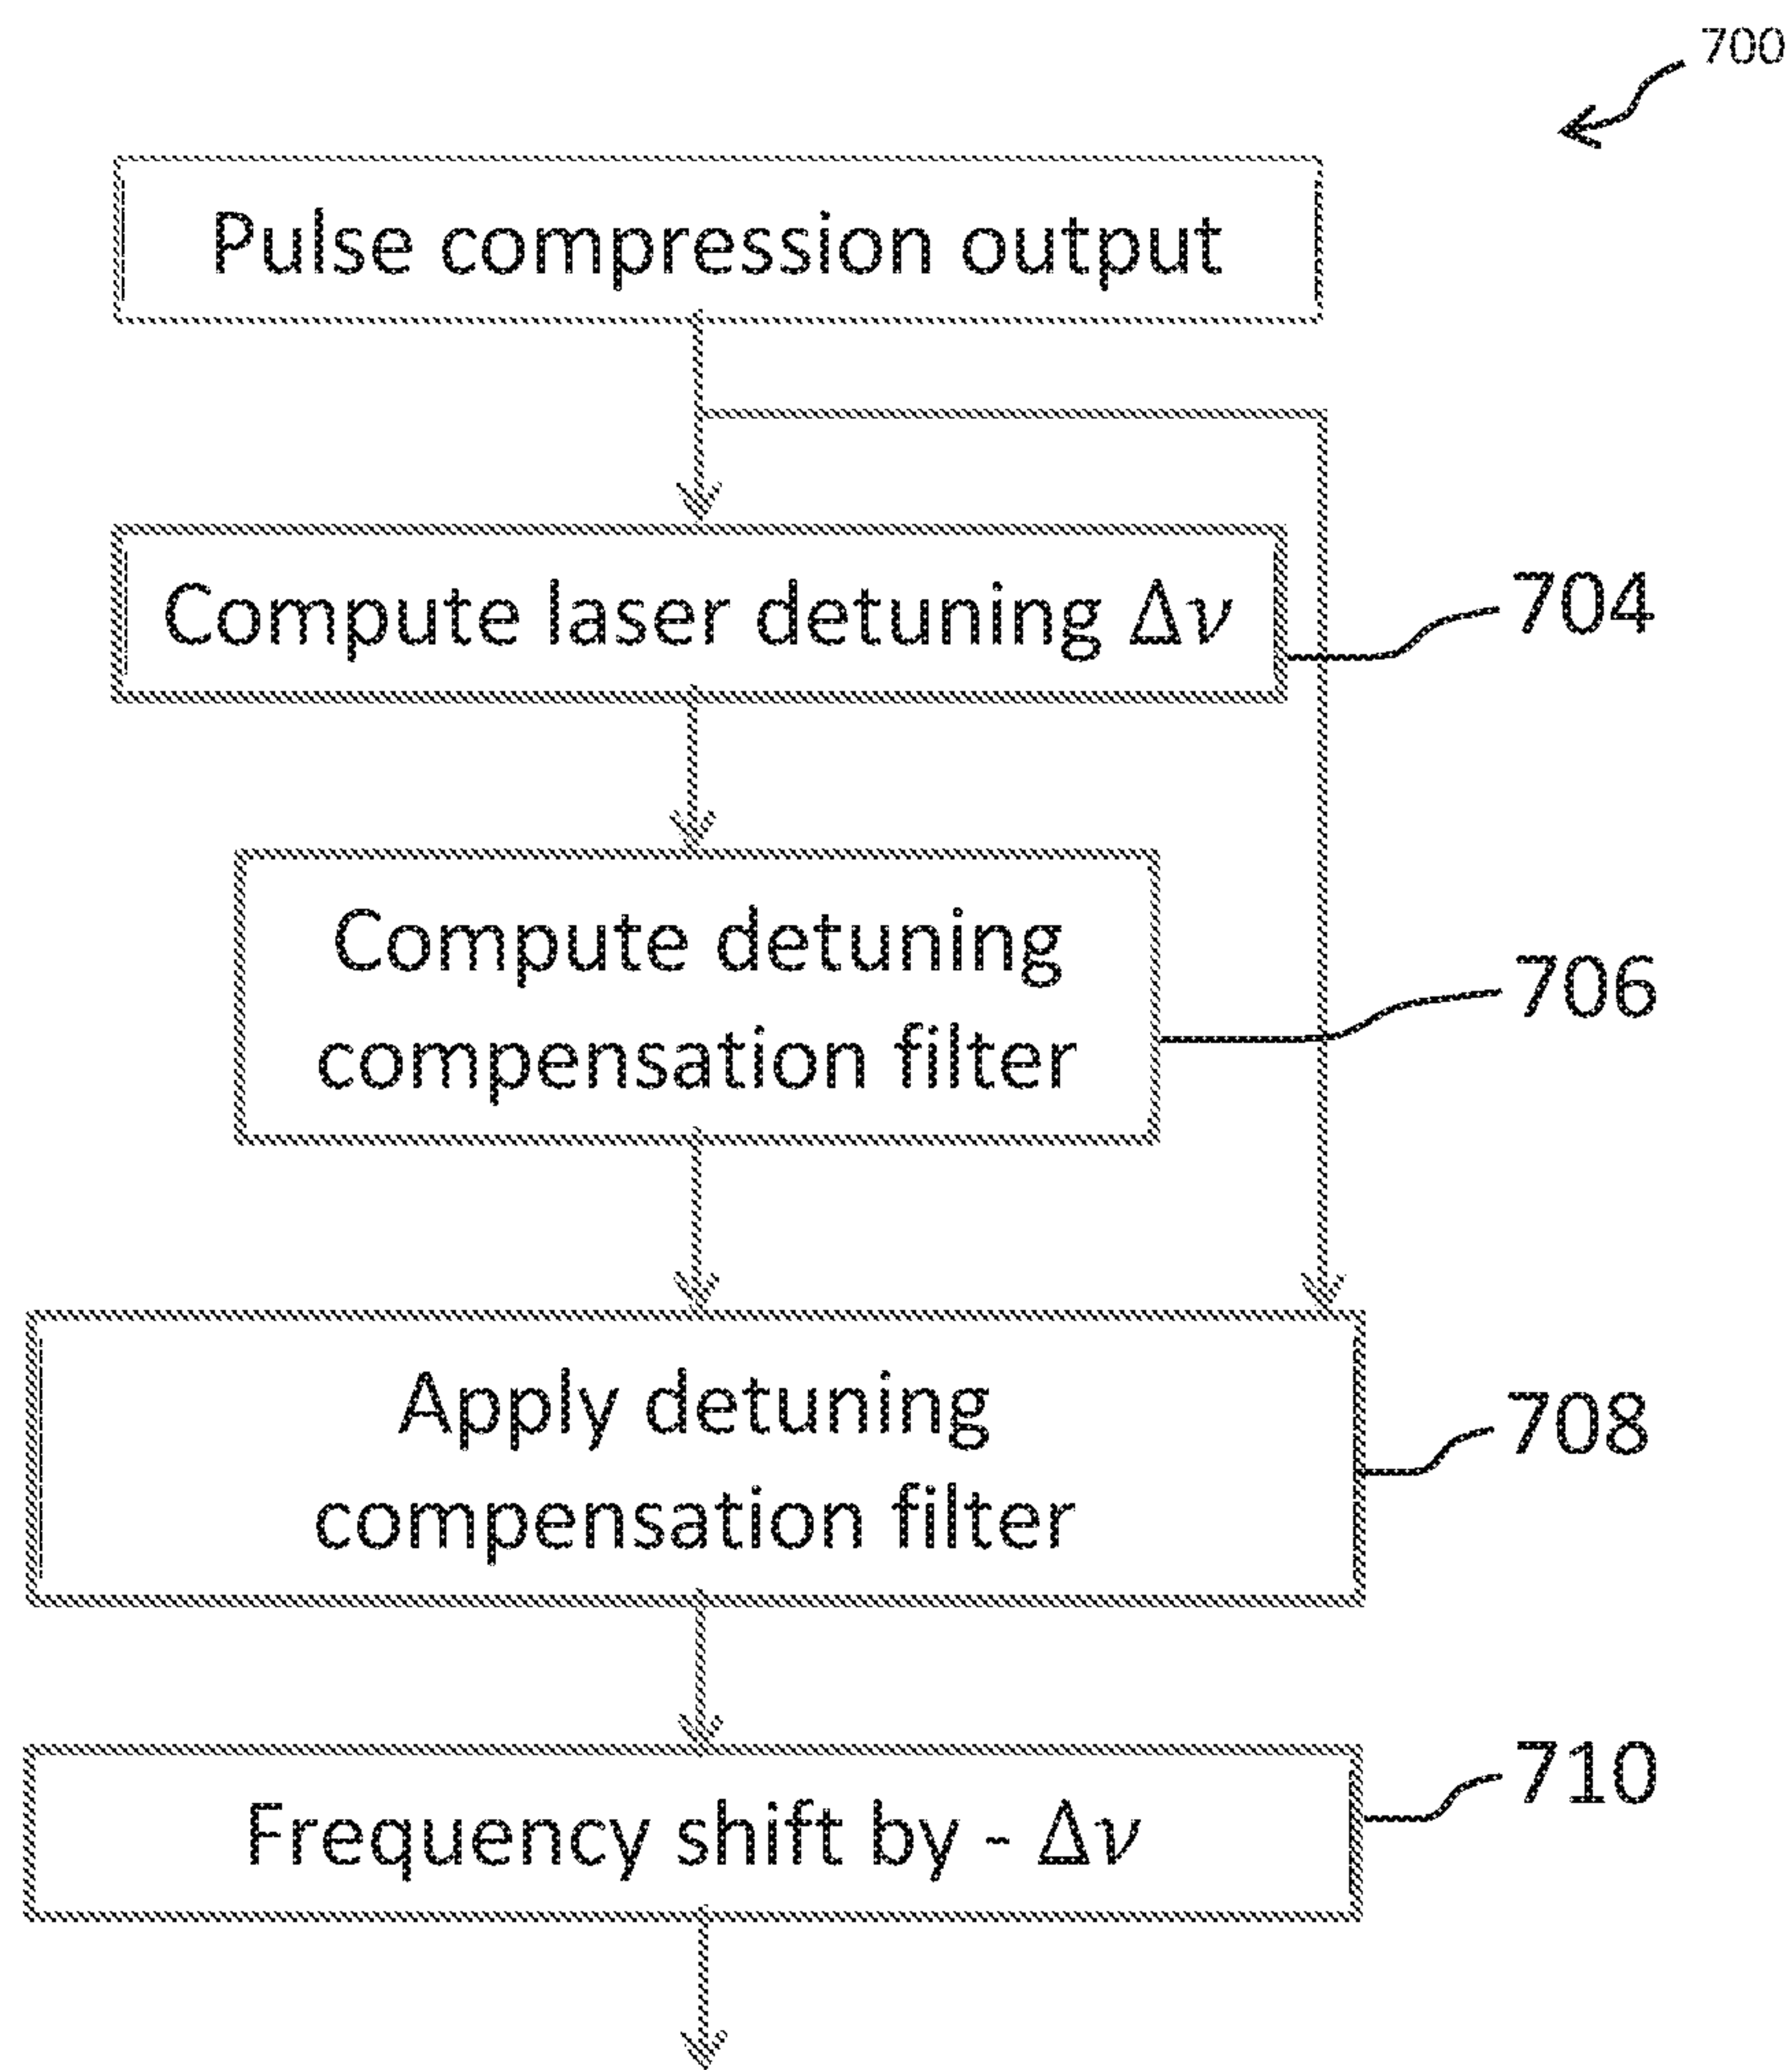 700
Pulse compression output
Compute laser detuning Δν
704
Compute detuning
compensation filter
706
Apply detuning
compensation filter
708
Frequency shift by - Δν
710